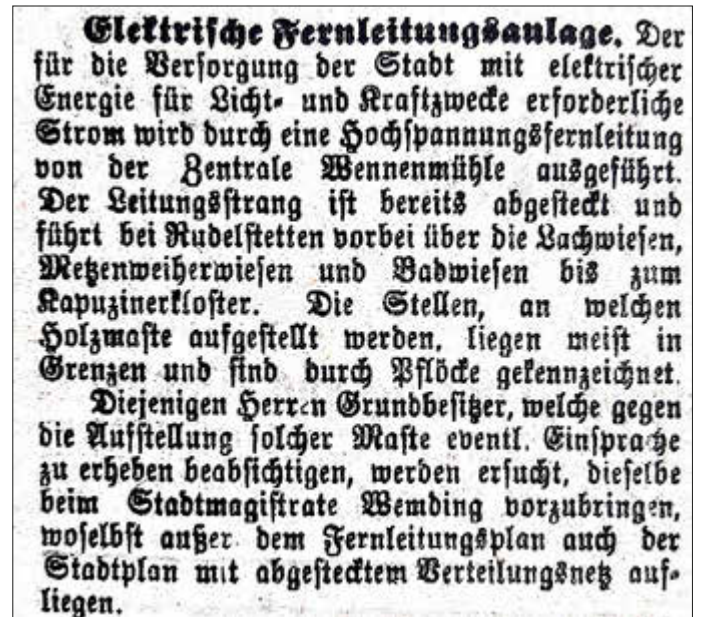 Elektrische Fernleitungsanlage. Der
für die Versorgung der Stadt mit elektrischer
Energie für Licht- und Kraftzwecke erforderliche
Strom wird durch eine Hochspannungsfernleitung
von der Zentrale Wennenmühle ausgeführt.
Der Leitungsstrang ist bereits abgesteckt und
führt bei Rudelstetten vorbei über die Lachwiesen,
Metzenweiherwiesen und Badwiesen bis zum
Kapuzinerkloster. Die Stellen, an welchen
Holzmaste aufgestellt werden, liegen meist in
Grenzen und sind durch Pflöcke gekennzeichnet.
Diejenigen Herren Grundbesitzer, welche gegen
die Aufstellung solcher Maste eventl. Einsprache
zu erheben beabsichtigen, werden ersucht, dieselbe
beim Stadtmagistrate Wemding vorzubringen,
woselbst außer dem Fernleitungsplan auch der
Stadtplan mit abgestecktem Verteilungsnetz auf-
liegen.